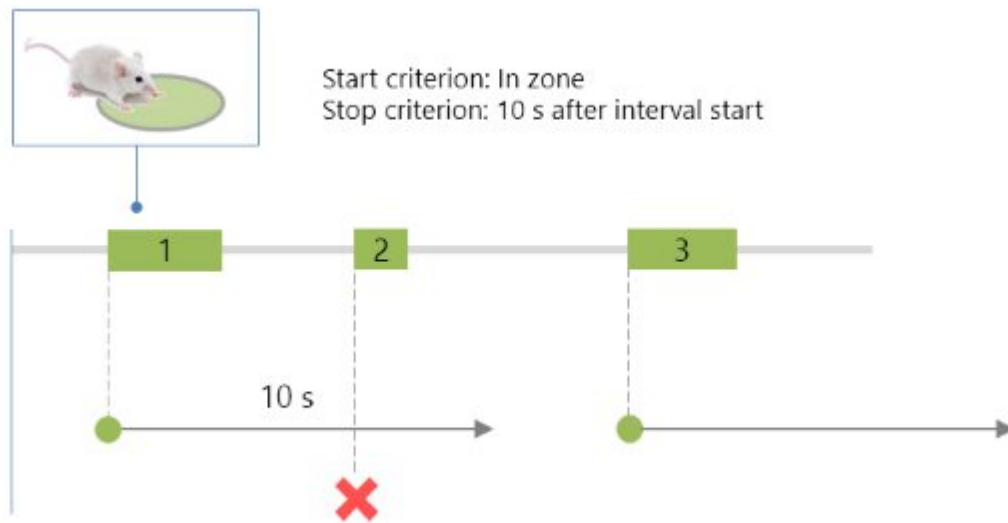 Start criterion: In zone
Stop criterion: 10 s after interval start
1
2
3
10 s